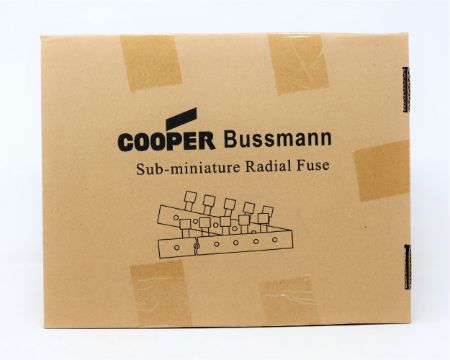 COOPER Bussmann
Sub-miniature Radial Fuse